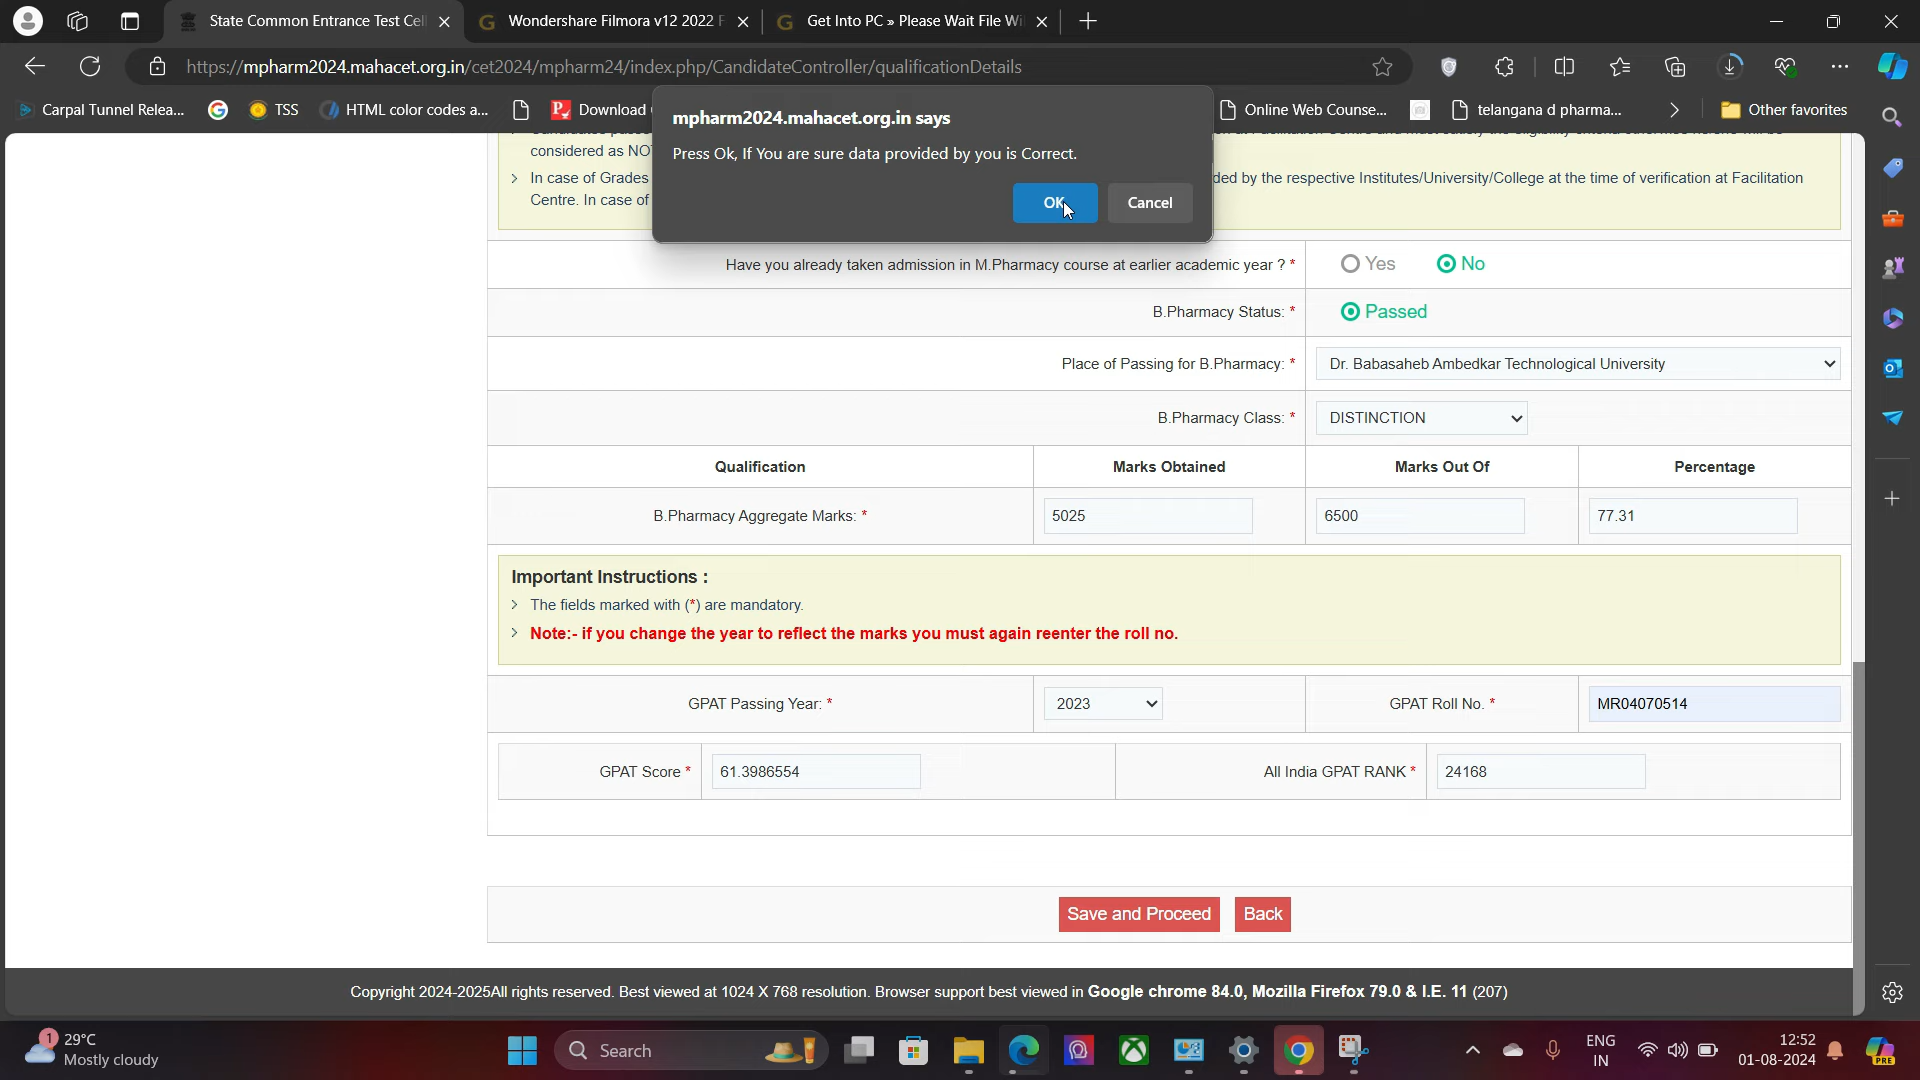 State Common Entrance Test Cell
Wondershare Filmora v12 2022 F
Get Into PC » Please Wait File Wi
https://mpharm2024.mahacet.org.in/cet2024/mpharm24/index.php/CandidateController/qualificationDetails
Carpal Tunnel Relea...
TSS
HTML color codes a...
Download
Online Web Counse...
telangana d pharma...
Other favorites
mpharm2024.mahacet.org.in says
Press Ok, If You are sure data provided by you is Correct.
OK
Cancel
considered as NO
In case of Grades
ded by the respective Institutes/University/College at the time of verification at Facilitation
Centre. In case of
Have you already taken admission in M.Pharmacy course at earlier academic year ? *
Yes
No
B.Pharmacy Status: *
Passed
Place of Passing for B.Pharmacy: *
Dr. Babasaheb Ambedkar Technological University
B.Pharmacy Class: *
DISTINCTION
Qualification
Marks Obtained
Marks Out Of
Percentage
B.Pharmacy Aggregate Marks: *
5025
6500
77.31
Important Instructions :
> The fields marked with (*) are mandatory.
> Note:- if you change the year to reflect the marks you must again reenter the roll no.
GPAT Passing Year: *
2023
GPAT Roll No. *
MR04070514
GPAT Score *
61.3986554
All India GPAT RANK *
24168
Save and Proceed
Back
Copyright 2024-2025All rights reserved. Best viewed at 1024 X 768 resolution. Browser support best viewed in Google chrome 84.0, Mozilla Firefox 79.0 & I.E. 11 (207)
1
29°C
Mostly cloudy
Search
ENG
IN
12:52
01-08-2024
PRE